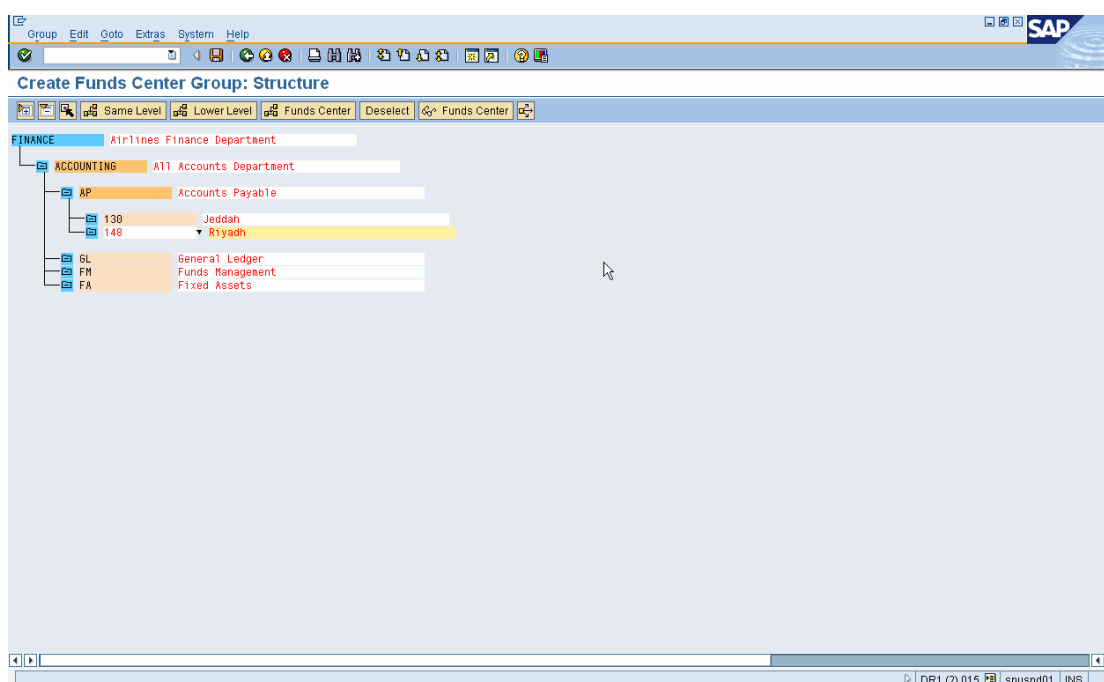 Group Edit Goto Extras System Help
SAP
Create Funds Center Group: Structure
Same Level Lower Level Funds Center Deselect Funds Center
FINANCE Airlines Finance Department
ACCOUNTING All Accounts Department
AP Accounts Payable
130 Jeddah
148 Riyadh
GL General Ledger
FM Funds Management
FA Fixed Assets
DR1 (2) 015 spuspd01 INS